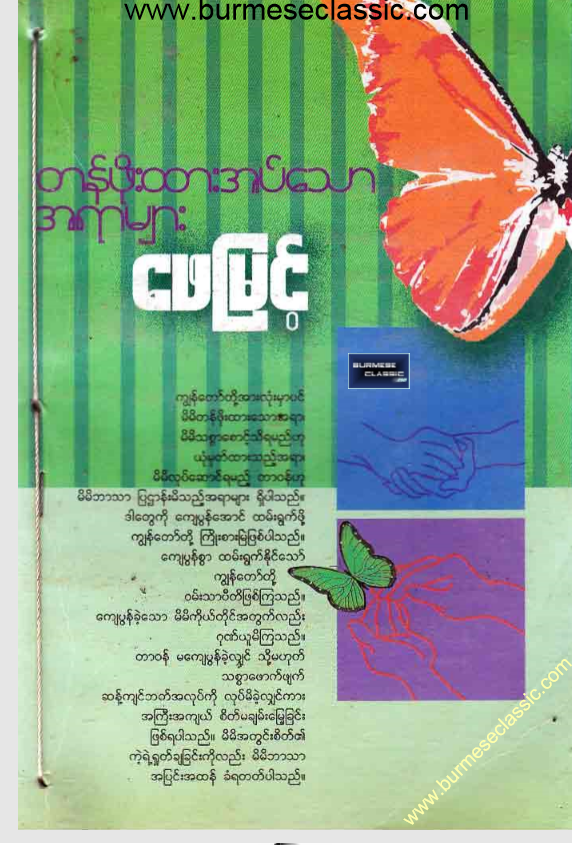 www.burmeseclassic.com
တန်ဖိုးထားအပ်သော
အရာများ
ဖေမြင့်
BURMESE
CLASSIC
.com
ကျွန်တော်တို့အားလုံးမှာပင်
မိမိတန်ဖိုးထားသောအရာ
မိမိသစ္စာစောင့်သိရမည်ဟု
ယုံမှတ်ထားသည့်အရာ
မိမိလုပ်ဆောင်ရမည့် တာဝန်ဟု
မိမိဘာသာ ပြဋ္ဌာန်းမိသည့်အရာများ ရှိပါသည်။
ဒါတွေကို ကျေပွန်အောင် ထမ်းရွက်ဖို့
ကျွန်တော်တို့ ကြိုးစားမြဲဖြစ်ပါသည်။
ကျေပွန်စွာ ထမ်းရွက်နိုင်သော်
ကျွန်တော်တို့
ဝမ်းသာပီတိဖြစ်ကြသည်။
ကျေပွန်ခဲ့သော မိမိကိုယ်တိုင်အတွက်လည်း
ဂုဏ်ယူမိကြသည်။
တာဝန် မကျေပွန်ခဲ့လျှင် သို့မဟုတ်
သစ္စာဖောက်ဖျက်
ဆန့်ကျင်ဘက်အလုပ်ကို လုပ်မိခဲ့လျှင်ကား
အကြီးအကျယ် စိတ်မချမ်းမြေ့ခြင်း
ဖြစ်ရပါသည်။ မိမိအတွင်းစိတ်၏
ကဲ့ရဲ့ရှုတ်ချခြင်းကိုလည်း မိမိဘာသာ
အပြင်းအထန် ခံရတတ်ပါသည်။
www.burmeseclassic.com